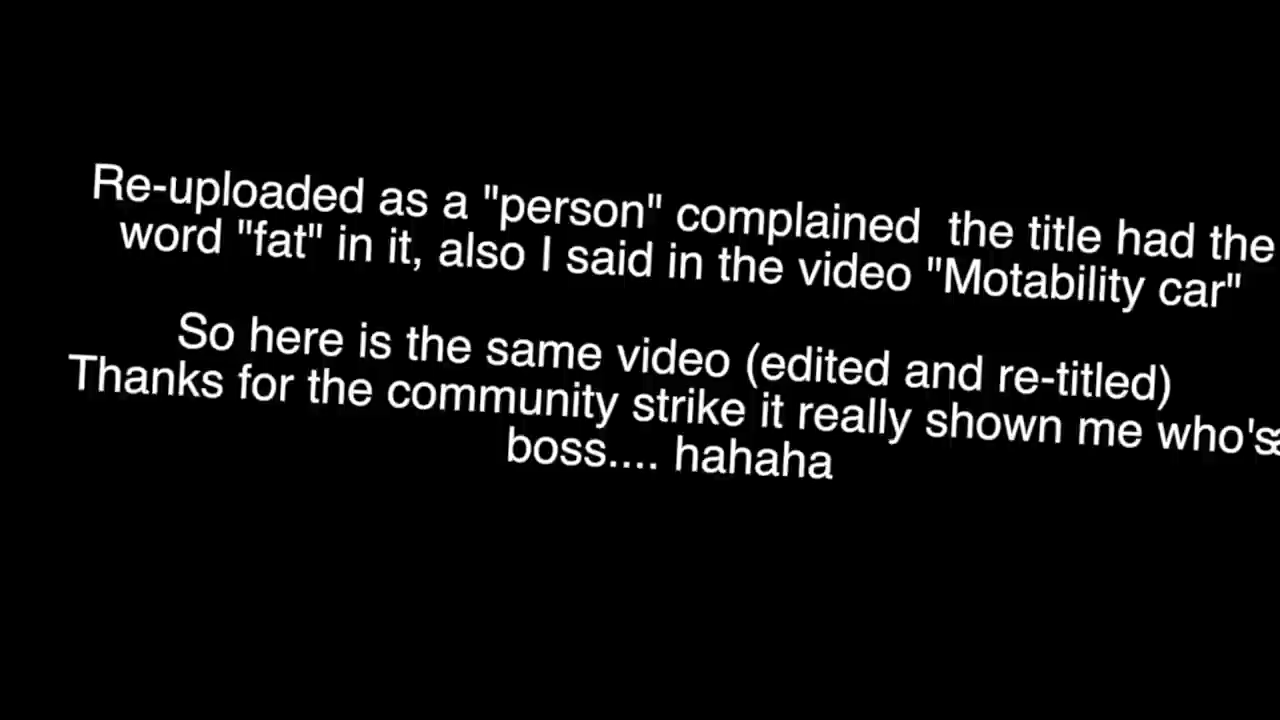 Re-uploaded as a "person" complained the title had the
word "fat" in it, also I said in the video "Motability car"
So here is the same video (edited and re-titled)
Thanks for the community strike it really shown me who's
boss.... hahaha